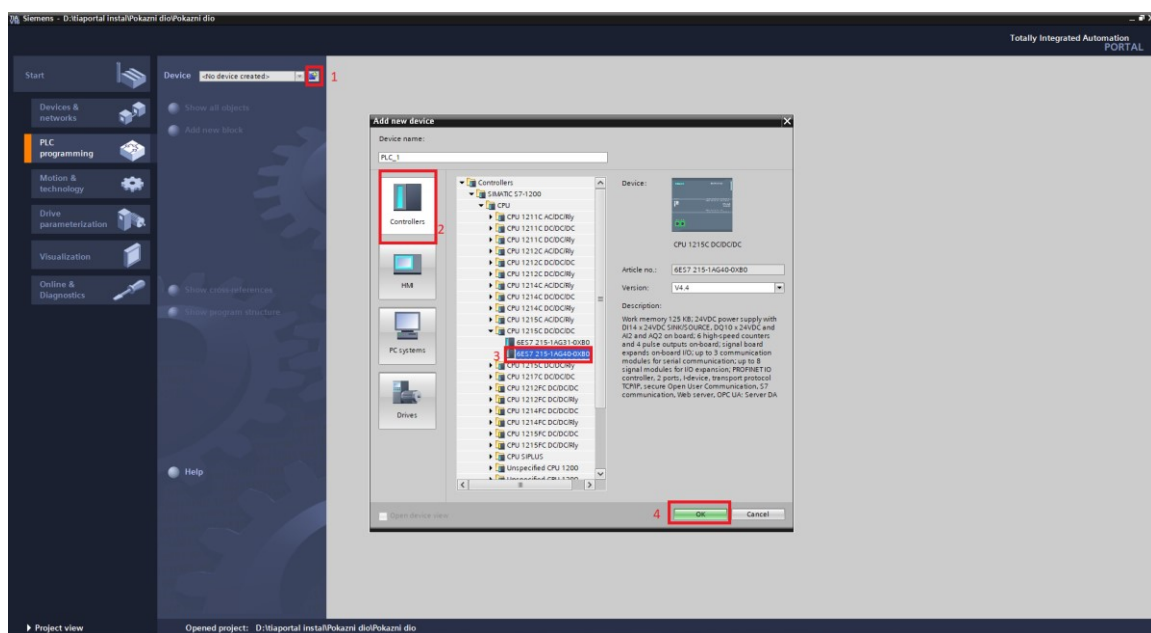 Siemens - D:\tiaportal instal\Pokazni dio\Pokazni dio
Totally Integrated Automation
PORTAL
Start
Devices &
networks
PLC
programming
Motion &
technology
Drive
parameterization
Visualization
Online &
Diagnostics
Project view
Device <No device created> 1
Show all objects
Add new block
Show cross-references
Show program structure
Help
Add new device
Device name:
PLC_1
Controllers
2
HMI
PC systems
Drives
Controllers
SIMATIC S7-1200
CPU
CPU 1211C AC/DC/Rly
CPU 1211C DC/DC/DC
CPU 1211C DC/DC/Rly
CPU 1212C AC/DC/Rly
CPU 1212C DC/DC/DC
CPU 1212C DC/DC/Rly
CPU 1214C AC/DC/Rly
CPU 1214C DC/DC/DC
CPU 1214C DC/DC/Rly
CPU 1215C AC/DC/Rly
CPU 1215C DC/DC/DC
6ES7 215-1AG31-0XB0
3 6ES7 215-1AG40-0XB0
CPU 1215C DC/DC/Rly
CPU 1217C DC/DC/DC
CPU 1212FC DC/DC/DC
CPU 1212FC DC/DC/Rly
CPU 1214FC DC/DC/DC
CPU 1214FC DC/DC/Rly
CPU 1215FC DC/DC/DC
CPU 1215FC DC/DC/Rly
CPU SIPLUS
Unspecified CPU 1200
Device:
CPU 1215C DC/DC/DC
Article no.: 6ES7 215-1AG40-0XB0
Version: V4.4
Description:
Work memory 125 KB; 24VDC power supply with
DI14 x 24VDC SINK/SOURCE, DQ10 x 24VDC and
AI2 and AQ2 on board; 6 high-speed counters
and 4 pulse outputs on-board; signal board
expands on-board I/O; up to 3 communication
modules for serial communication; up to 8
signal modules for I/O expansion; PROFINET IO
controller, 2 ports, I-device, transport protocol
TCP/IP, secure Open User Communication, S7
communication, Web server, OPC UA: Server DA
Open device view
4 OK Cancel
Opened project: D:\tiaportal instal\Pokazni dio\Pokazni dio